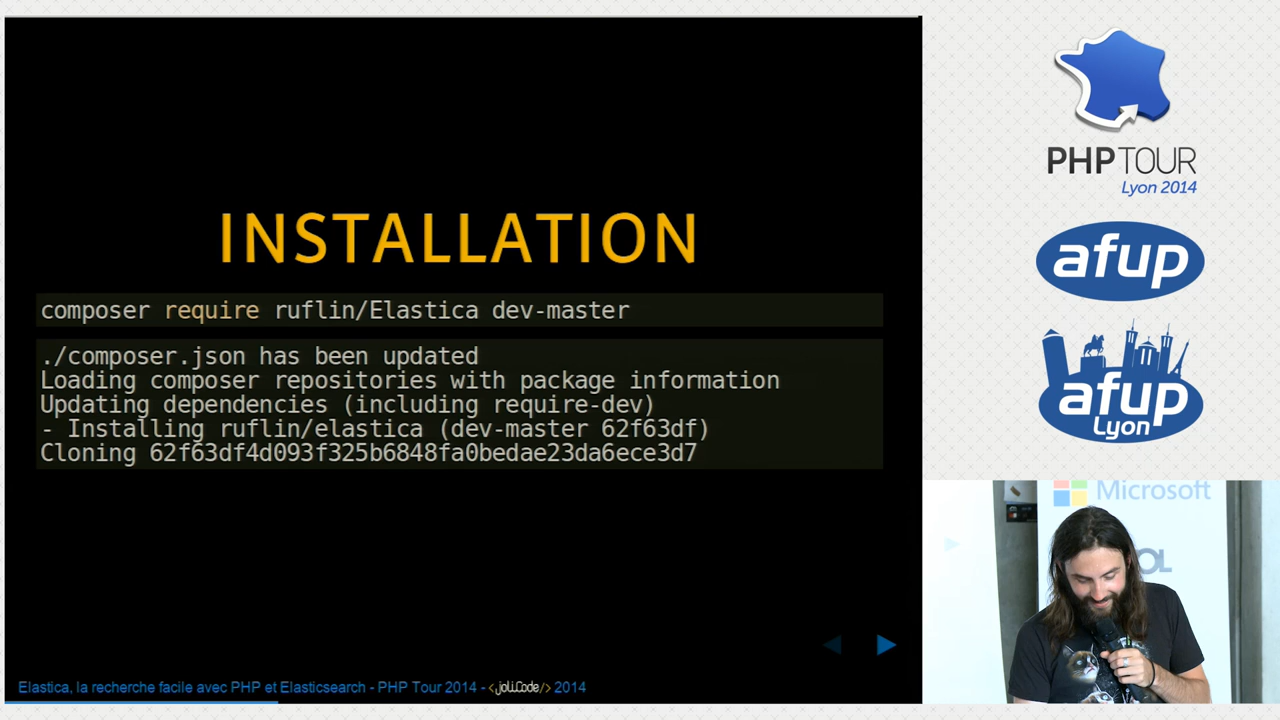 INSTALLATION
composer require ruflin/Elastica dev-master
./composer.json has been updated
Loading composer repositories with package information
Updating dependencies (including require-dev)
- Installing ruflin/elastica (dev-master 62f63df)
Cloning 62f63df4d093f325b6848fa0bedae23da6ece3d7
Elastica, la recherche facile avec PHP et Elasticsearch - PHP Tour 2014 - <joliCode/> 2014
PHPTOUR
Lyon 2014
afup
afup
Lyon
Microsoft
OL